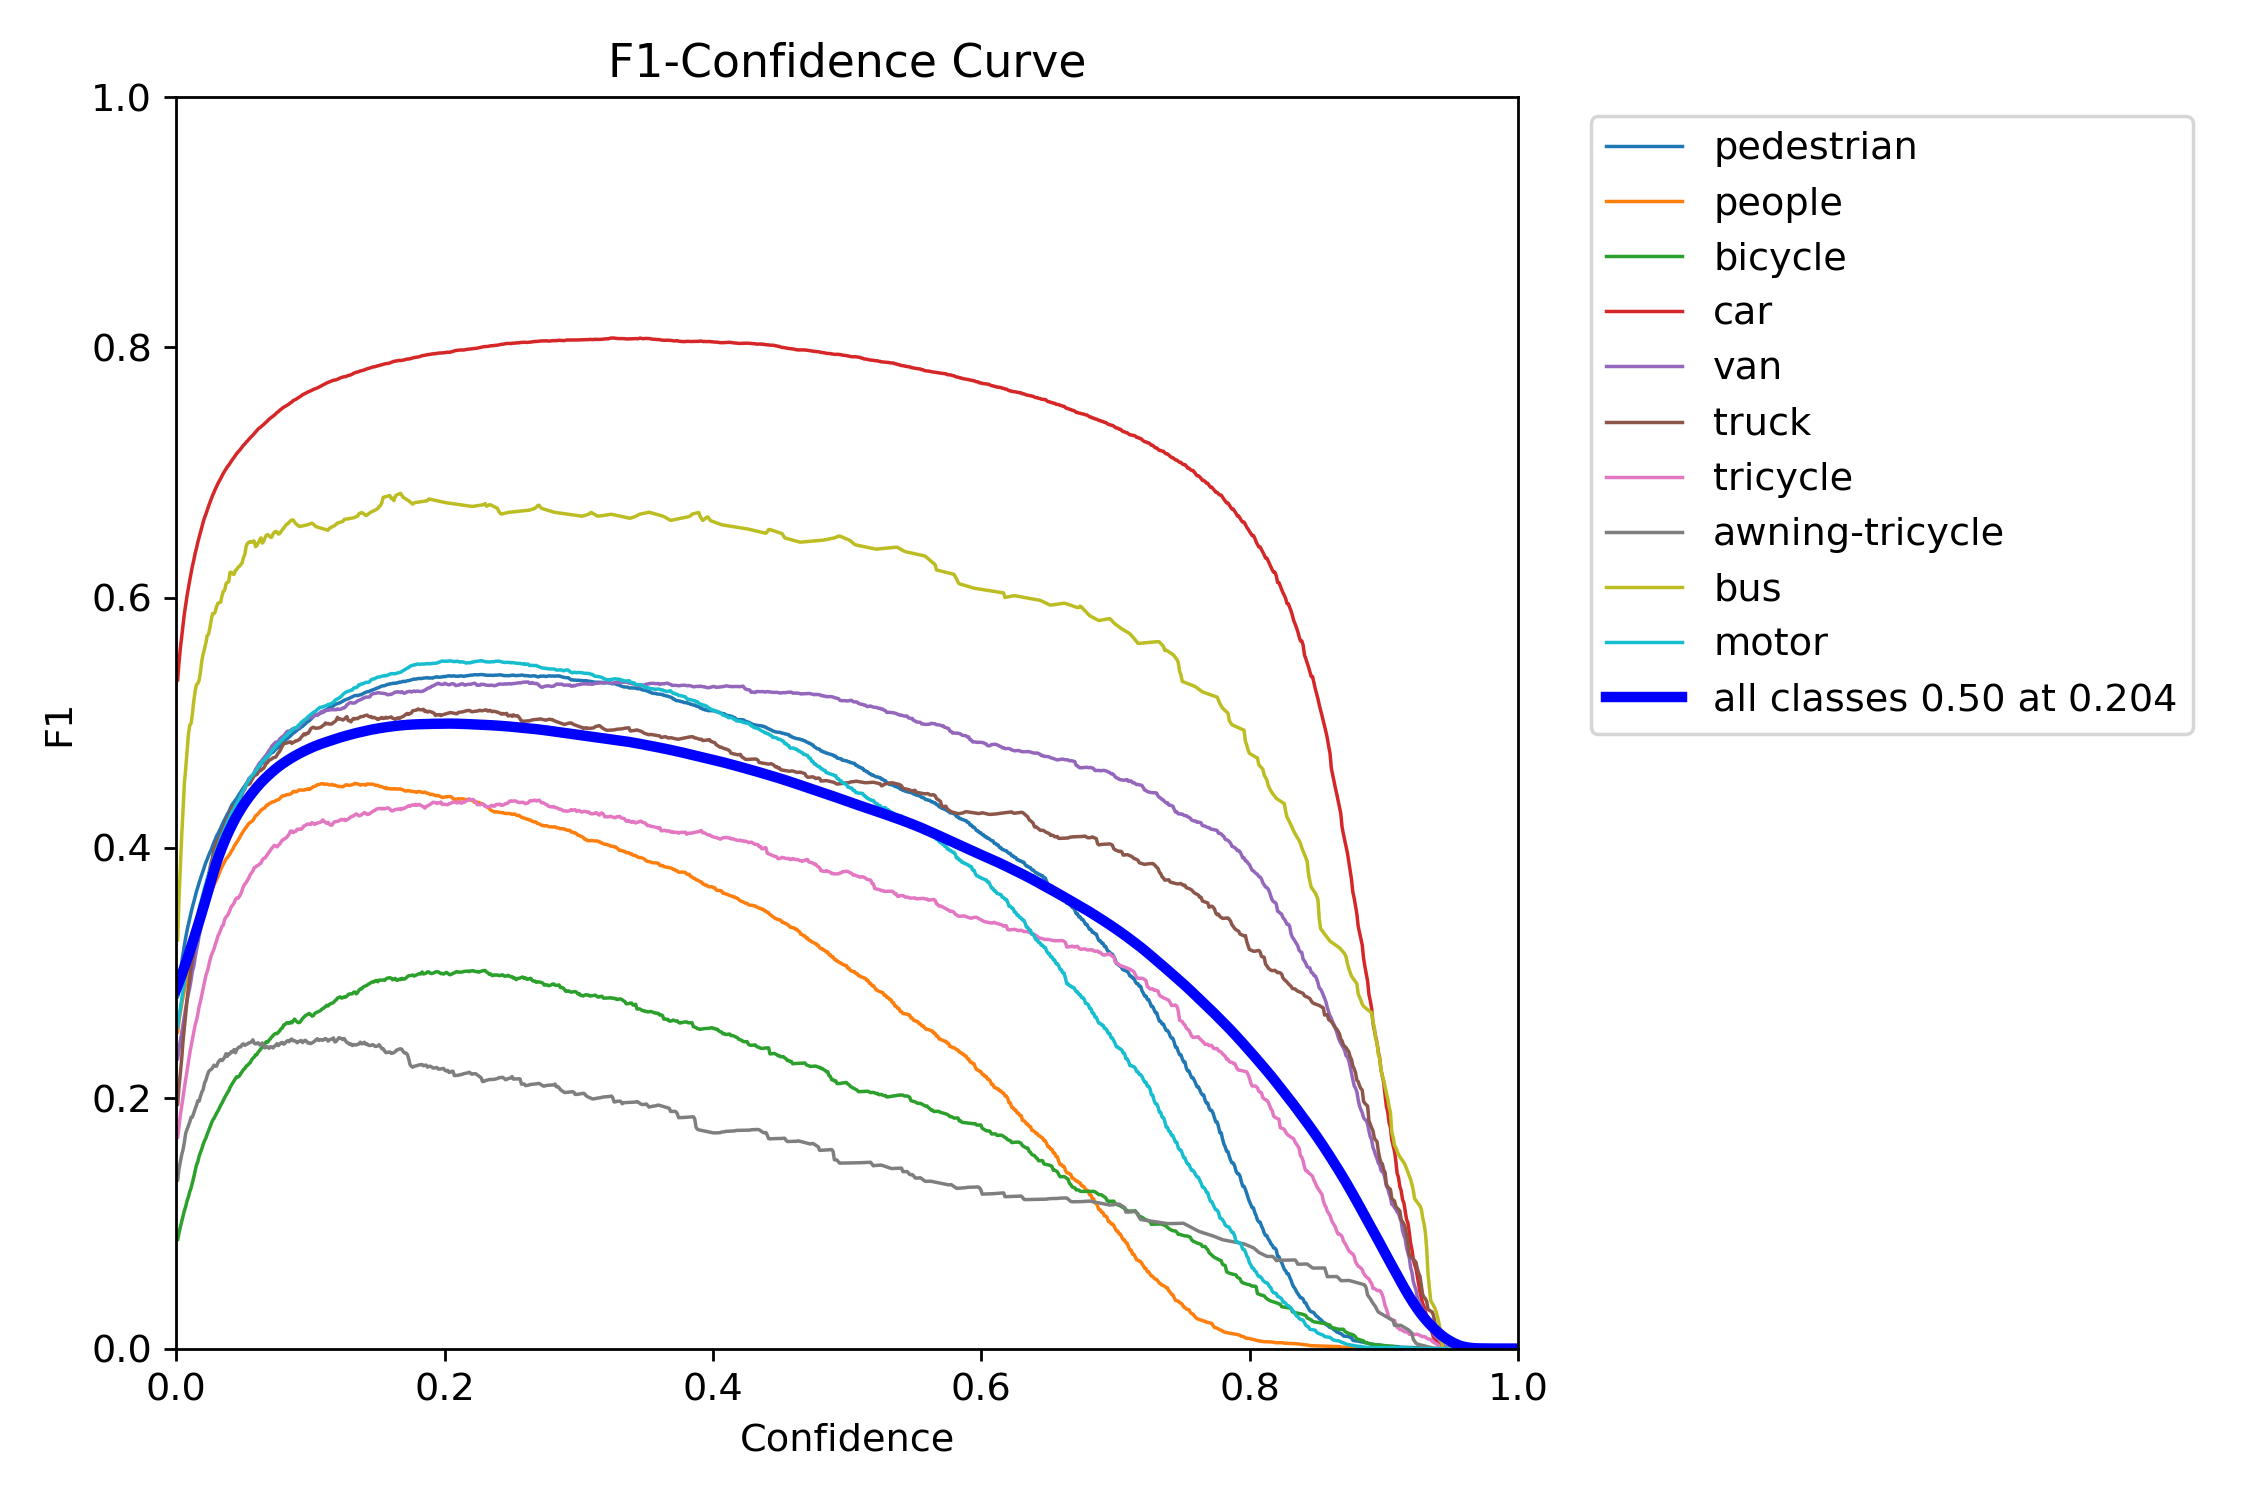 F1-Confidence Curve
1.0
0.8
0.6
0.4
0.2
0.0
F1
0.0 0.2 0.4 0.6 0.8 1.0
Confidence
pedestrian
people
bicycle
car
van
truck
tricycle
awning-tricycle
bus
motor
all classes 0.50 at 0.204